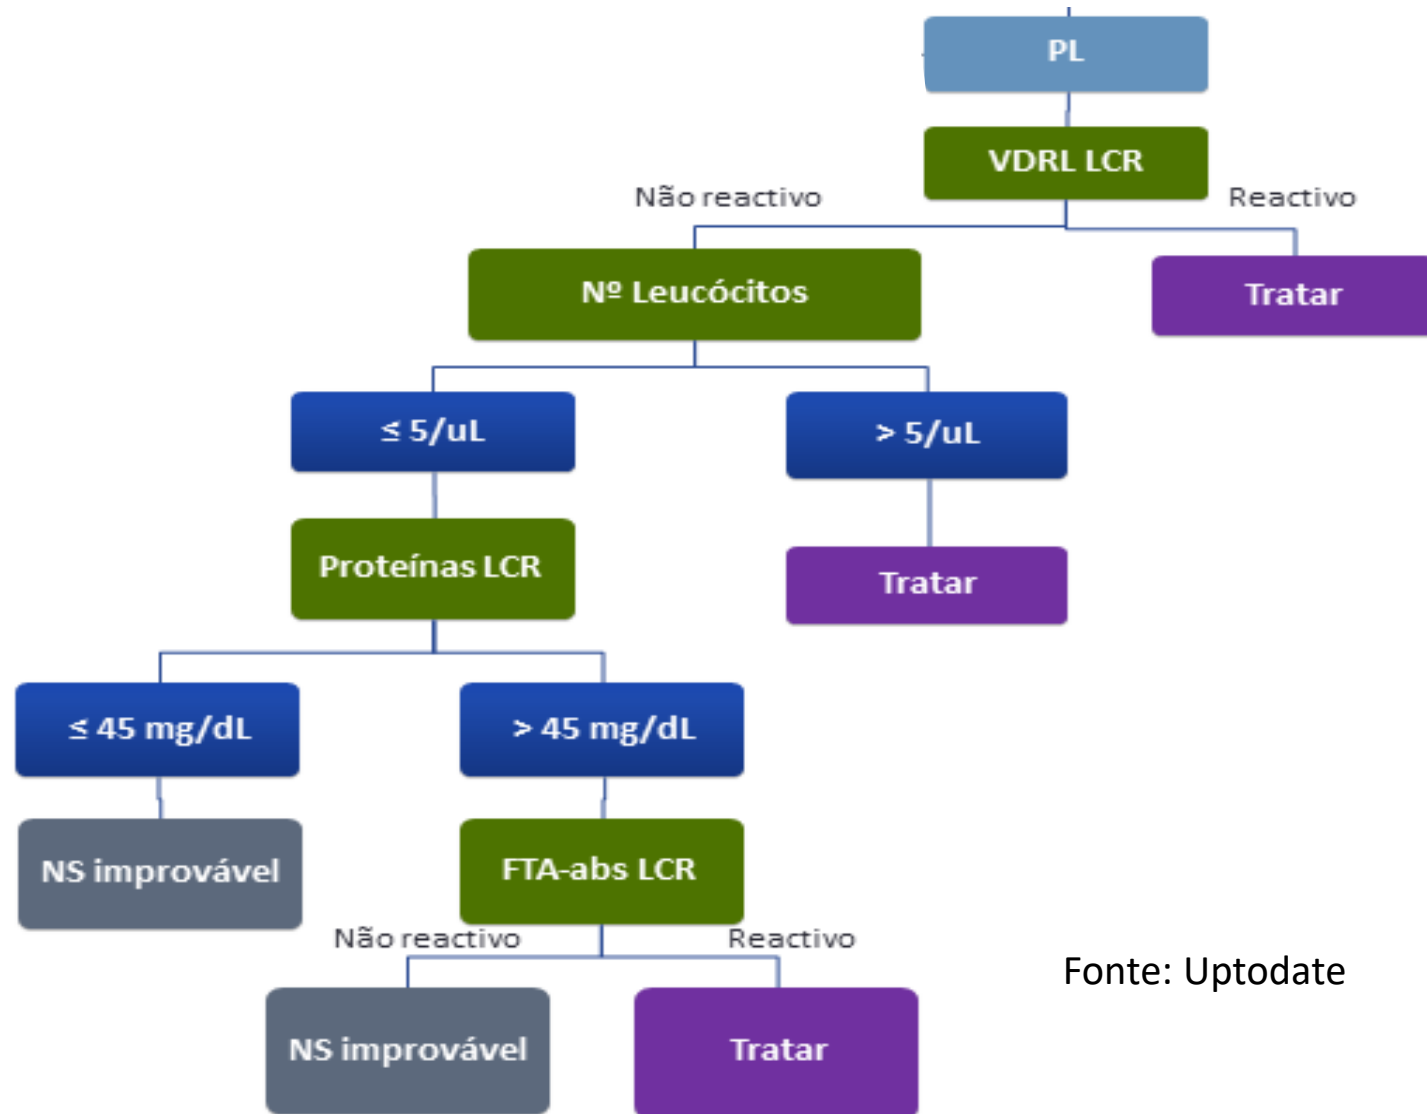 PL
VDRL LCR
Não reactivo
Reactivo
Nº Leucócitos
Tratar
≤ 5/uL
> 5/uL
Proteínas LCR
Tratar
≤ 45 mg/dL
> 45 mg/dL
NS improvável
FTA-abs LCR
Não reactivo
Reactivo
Fonte: Uptodate
NS improvável
Tratar